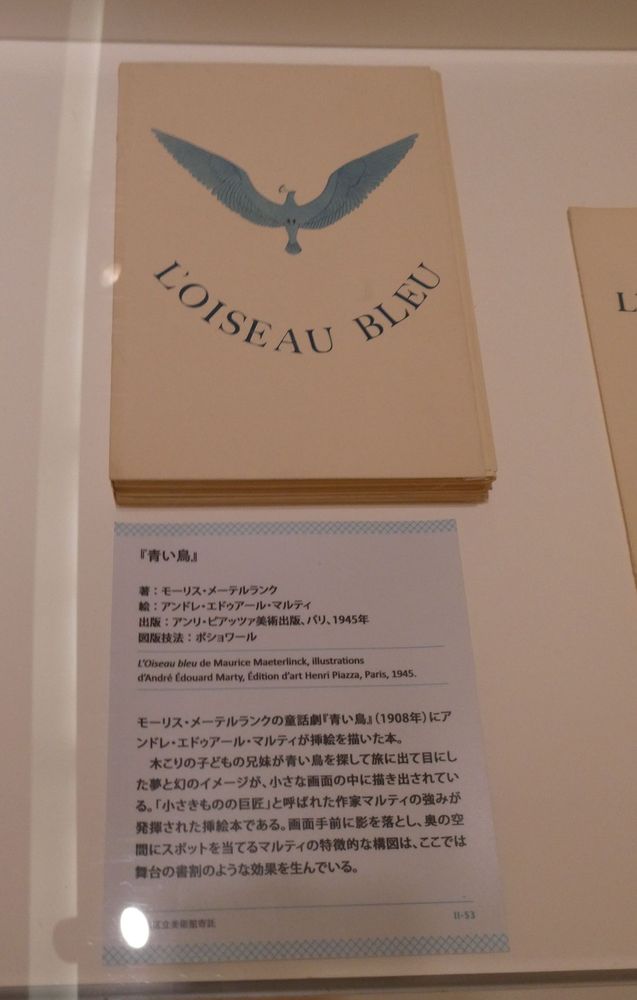 L'OISEAU BLEU
『青い鳥』
著：モーリス・メーテルランク
絵：アンドレ・エドゥアール・マルティ
出版：アンリ・ピアッツァ美術出版、パリ、1945年
図版技法：ポショワール
L'Oiseau bleu de Maurice Maeterlinck, illustrations
d'André Édouard Marty, Édition d'art Henri Piazza, Paris, 1945.
モーリス・メーテルランクの童話劇『青い鳥』（1908年）にア
ンドレ・エドゥアール・マルティが挿絵を描いた本。
木こりの子どもの兄妹が青い鳥を探して旅に出て目にし
た夢と幻のイメージが、小さな画面の中に描き出されてい
る。「小さきものの巨匠」と呼ばれた作家マルティの強みが
発揮された挿絵本である。画面手前に影を落とし、奥の空
間にスポットを当てるマルティの特徴的な構図は、ここでは
舞台の書割のような効果を生んでいる。
区立美術館寄託
II-53